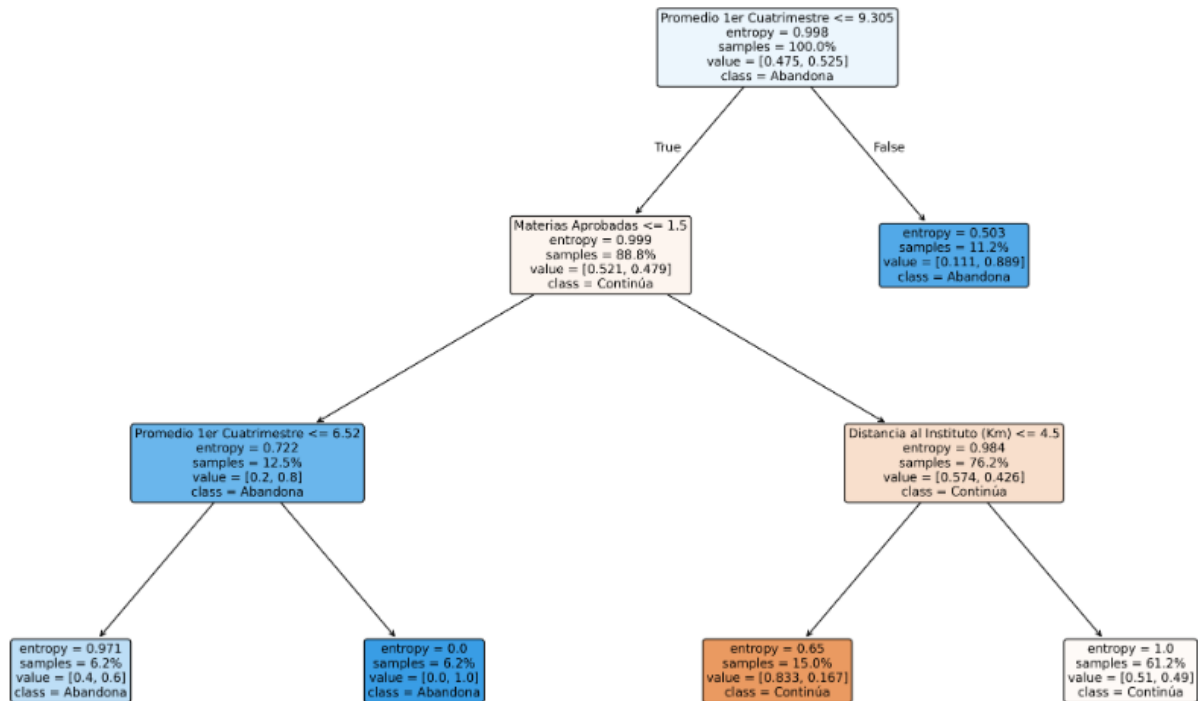 Promedio 1er Cuatrimestre <= 9.305
entropy = 0.998
samples = 100.0%
value = [0.475, 0.525]
class = Abandona
True
False
Materias Aprobadas <= 1.5
entropy = 0.999
samples = 88.8%
value = [0.521, 0.479]
class = Continúa
entropy = 0.503
samples = 11.2%
value = [0.111, 0.889]
class = Abandona
Promedio 1er Cuatrimestre <= 6.52
entropy = 0.722
samples = 12.5%
value = [0.2, 0.8]
class = Abandona
Distancia al Instituto (Km) <= 4.5
entropy = 0.984
samples = 76.2%
value = [0.574, 0.426]
class = Continúa
entropy = 0.971
samples = 6.2%
value = [0.4, 0.6]
class = Abandona
entropy = 0.0
samples = 6.2%
value = [0.0, 1.0]
class = Abandona
entropy = 0.65
samples = 15.0%
value = [0.833, 0.167]
class = Continúa
entropy = 1.0
samples = 61.2%
value = [0.51, 0.49]
class = Continúa